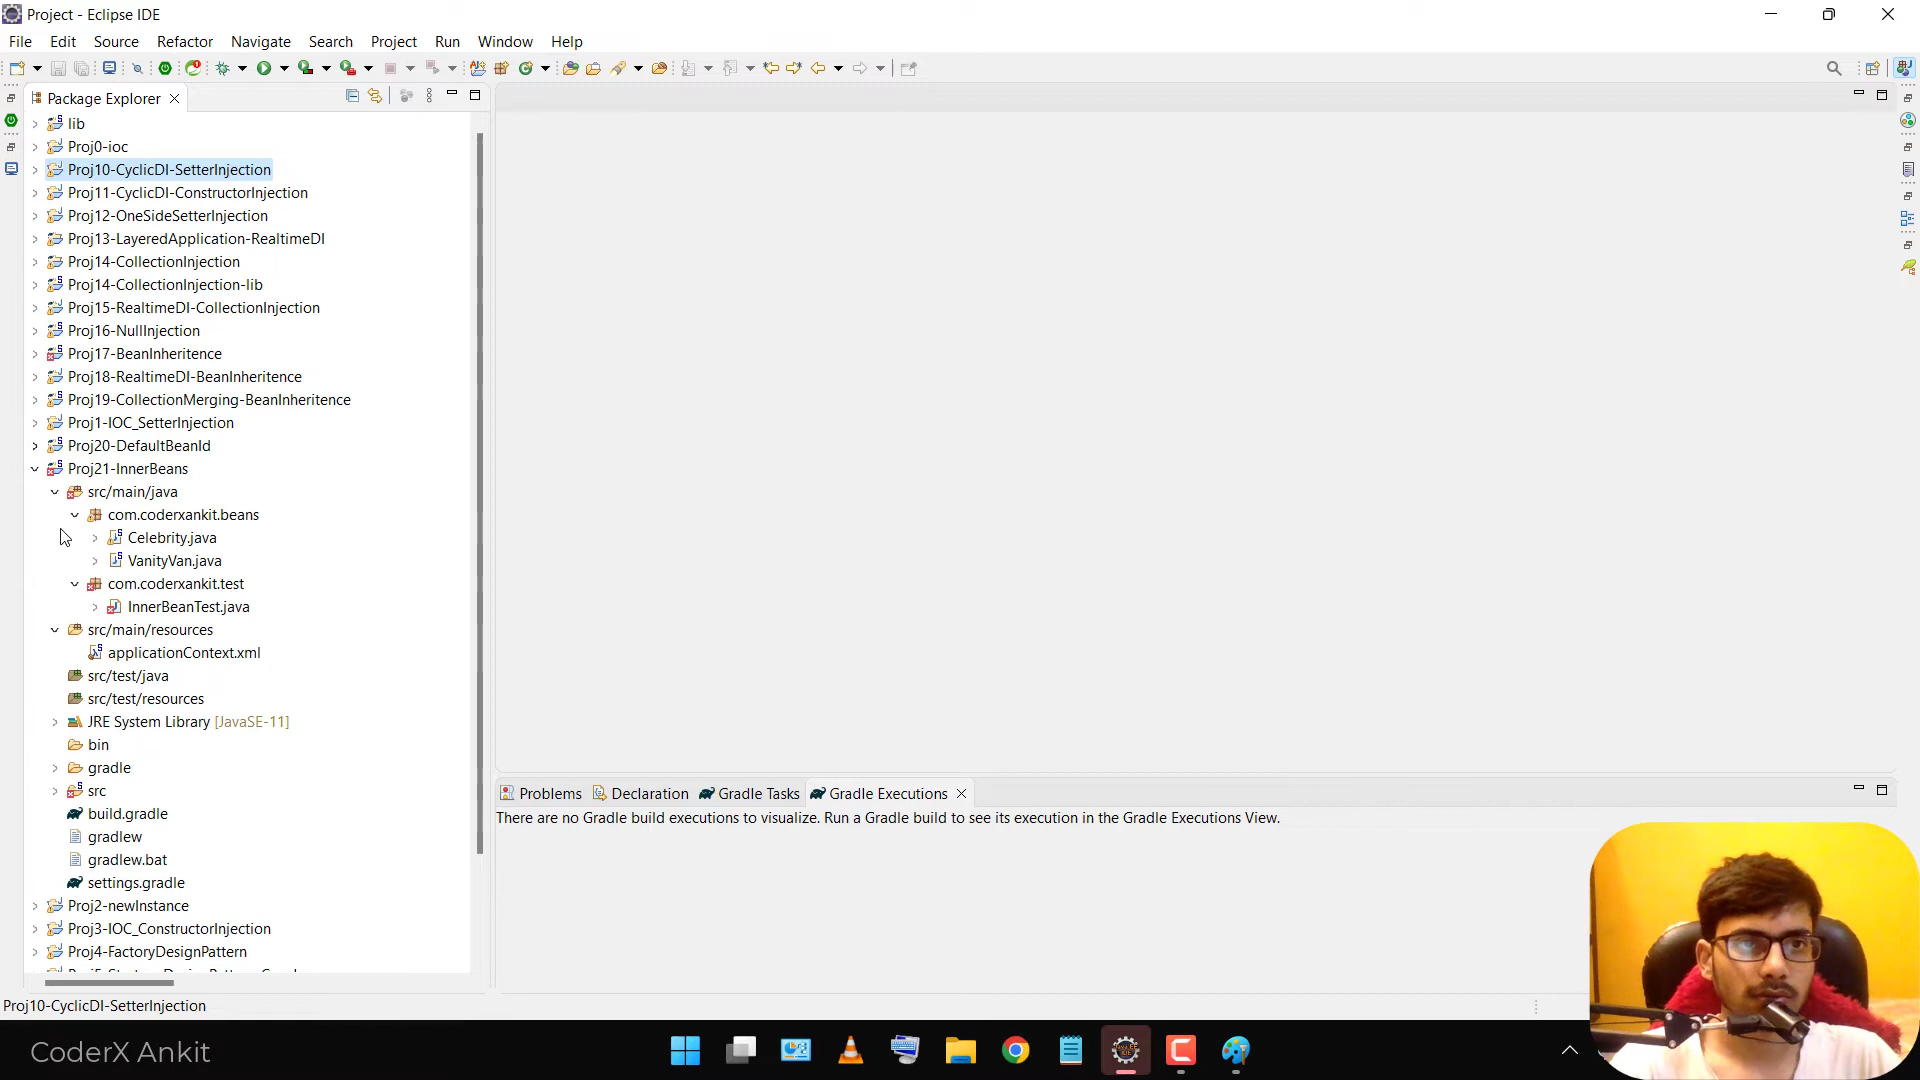 Project - Eclipse IDE
File Edit Source Refactor Navigate Search Project Run Window Help
Package Explorer
lib
Proj0-ioc
Proj10-CyclicDI-SetterInjection
Proj11-CyclicDI-ConstructorInjection
Proj12-OneSideSetterInjection
Proj13-LayeredApplication-RealtimeDI
Proj14-CollectionInjection
Proj14-CollectionInjection-lib
Proj15-RealtimeDI-CollectionInjection
Proj16-NullInjection
Proj17-BeanInheritence
Proj18-RealtimeDI-BeanInheritence
Proj19-CollectionMerging-BeanInheritence
Proj1-IOC_SetterInjection
Proj20-DefaultBeanId
Proj21-InnerBeans
src/main/java
com.coderxankit.beans
Celebrity.java
VanityVan.java
com.coderxankit.test
InnerBeanTest.java
src/main/resources
applicationContext.xml
src/test/java
src/test/resources
JRE System Library [JavaSE-11]
bin
gradle
src
build.gradle
gradlew
gradlew.bat
settings.gradle
Proj2-newInstance
Proj3-IOC_ConstructorInjection
Proj4-FactoryDesignPattern
Problems Declaration Gradle Tasks Gradle Executions
There are no Gradle build executions to visualize. Run a Gradle build to see its execution in the Gradle Executions View.
Proj10-CyclicDI-SetterInjection
CoderX Ankit